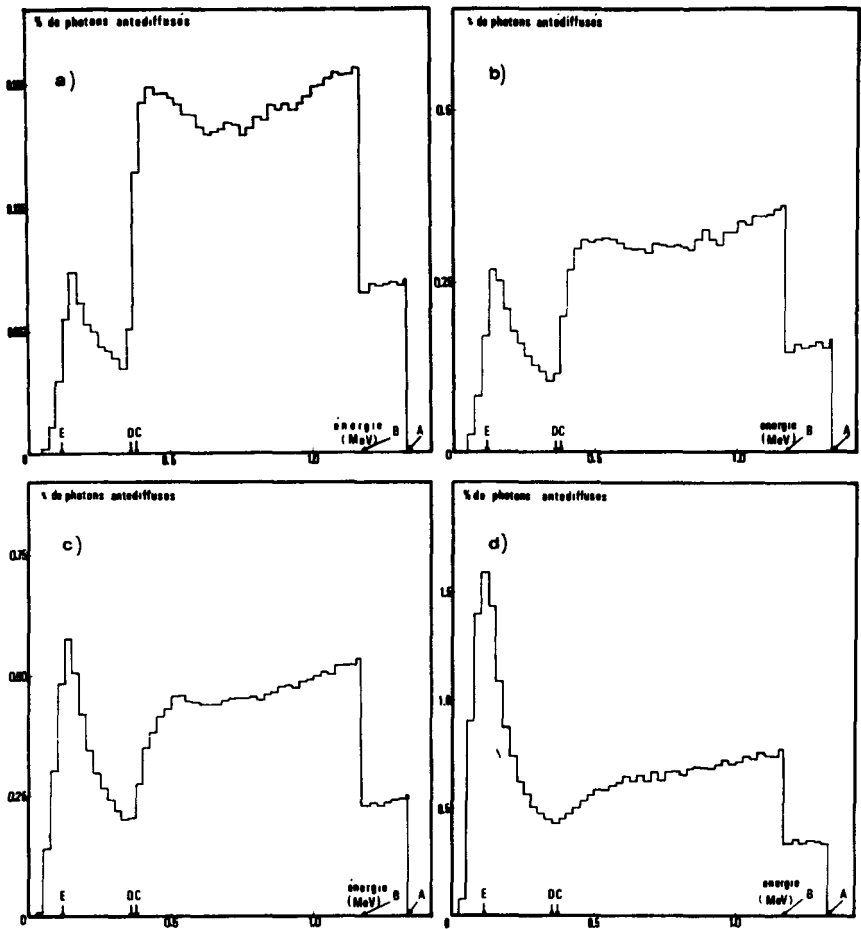 % de photons antediffusés
a)
E DC énergie
(MeV) B A
0 0.5 1.0
% de photons antédiffuses
b)
0.5
0.25
E DC énergie
(MeV) B A
0 0.5 1.0
% de photons antediffuses
c)
0.75
0.50
0.25
E DC énergie
(MeV) B A
0 0.5 1.0
% de photons antediffuses
d)
1.5
1.0
0.5
E DC énergie
(MeV) B A
0 0.5 1.0